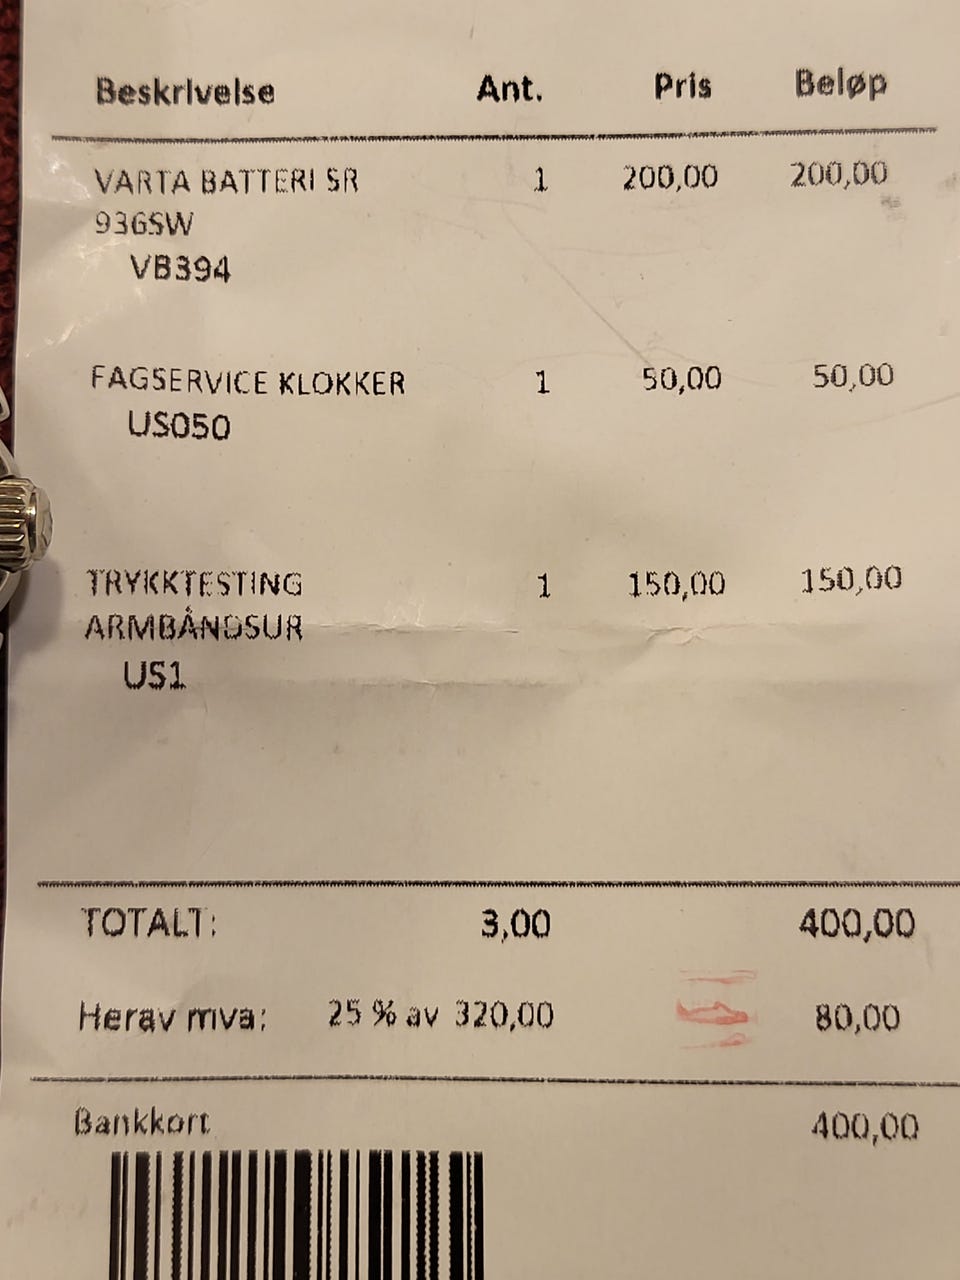 Beskrivelse Ant. Pris Beløp
VARTA BATTERI SR 1 200,00 200,00
936SW
VB394
FAGSERVICE KLOKKER 1 50,00 50,00
US050
TRYKKTESTING 1 150,00 150,00
ARMBÅNDSUR
US1
TOTALT: 3,00 400,00
Herav mva: 25 % av 320,00 80,00
Bankkort 400,00